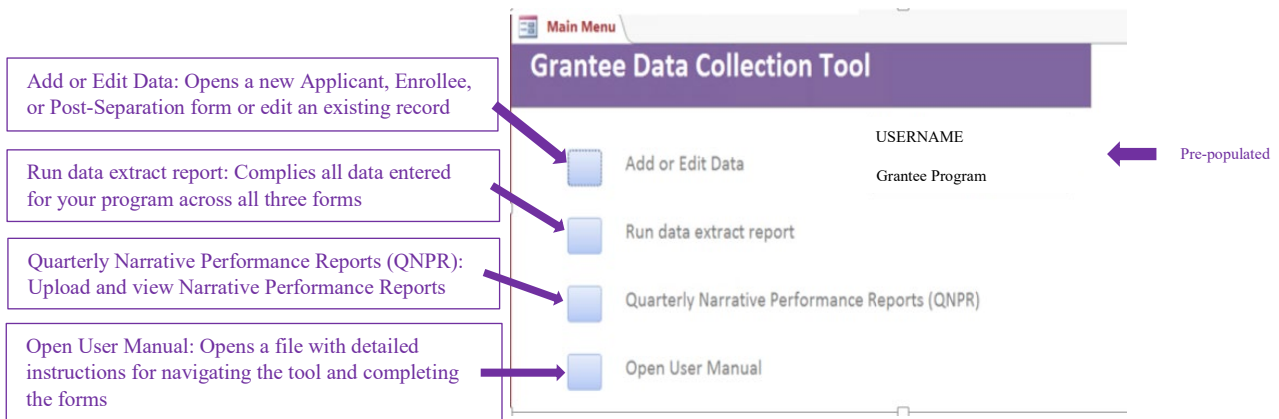 Main Menu
Grantee Data Collection Tool
Add or Edit Data: Opens a new Applicant, Enrollee,
or Post-Separation form or edit an existing record
Run data extract report: Complies all data entered
for your program across all three forms
Quarterly Narrative Performance Reports (QNPR):
Upload and view Narrative Performance Reports
Open User Manual: Opens a file with detailed
instructions for navigating the tool and completing
the forms
Add or Edit Data
Run data extract report
Quarterly Narrative Performance Reports (QNPR)
Open User Manual
USERNAME
Grantee Program
Pre-populated